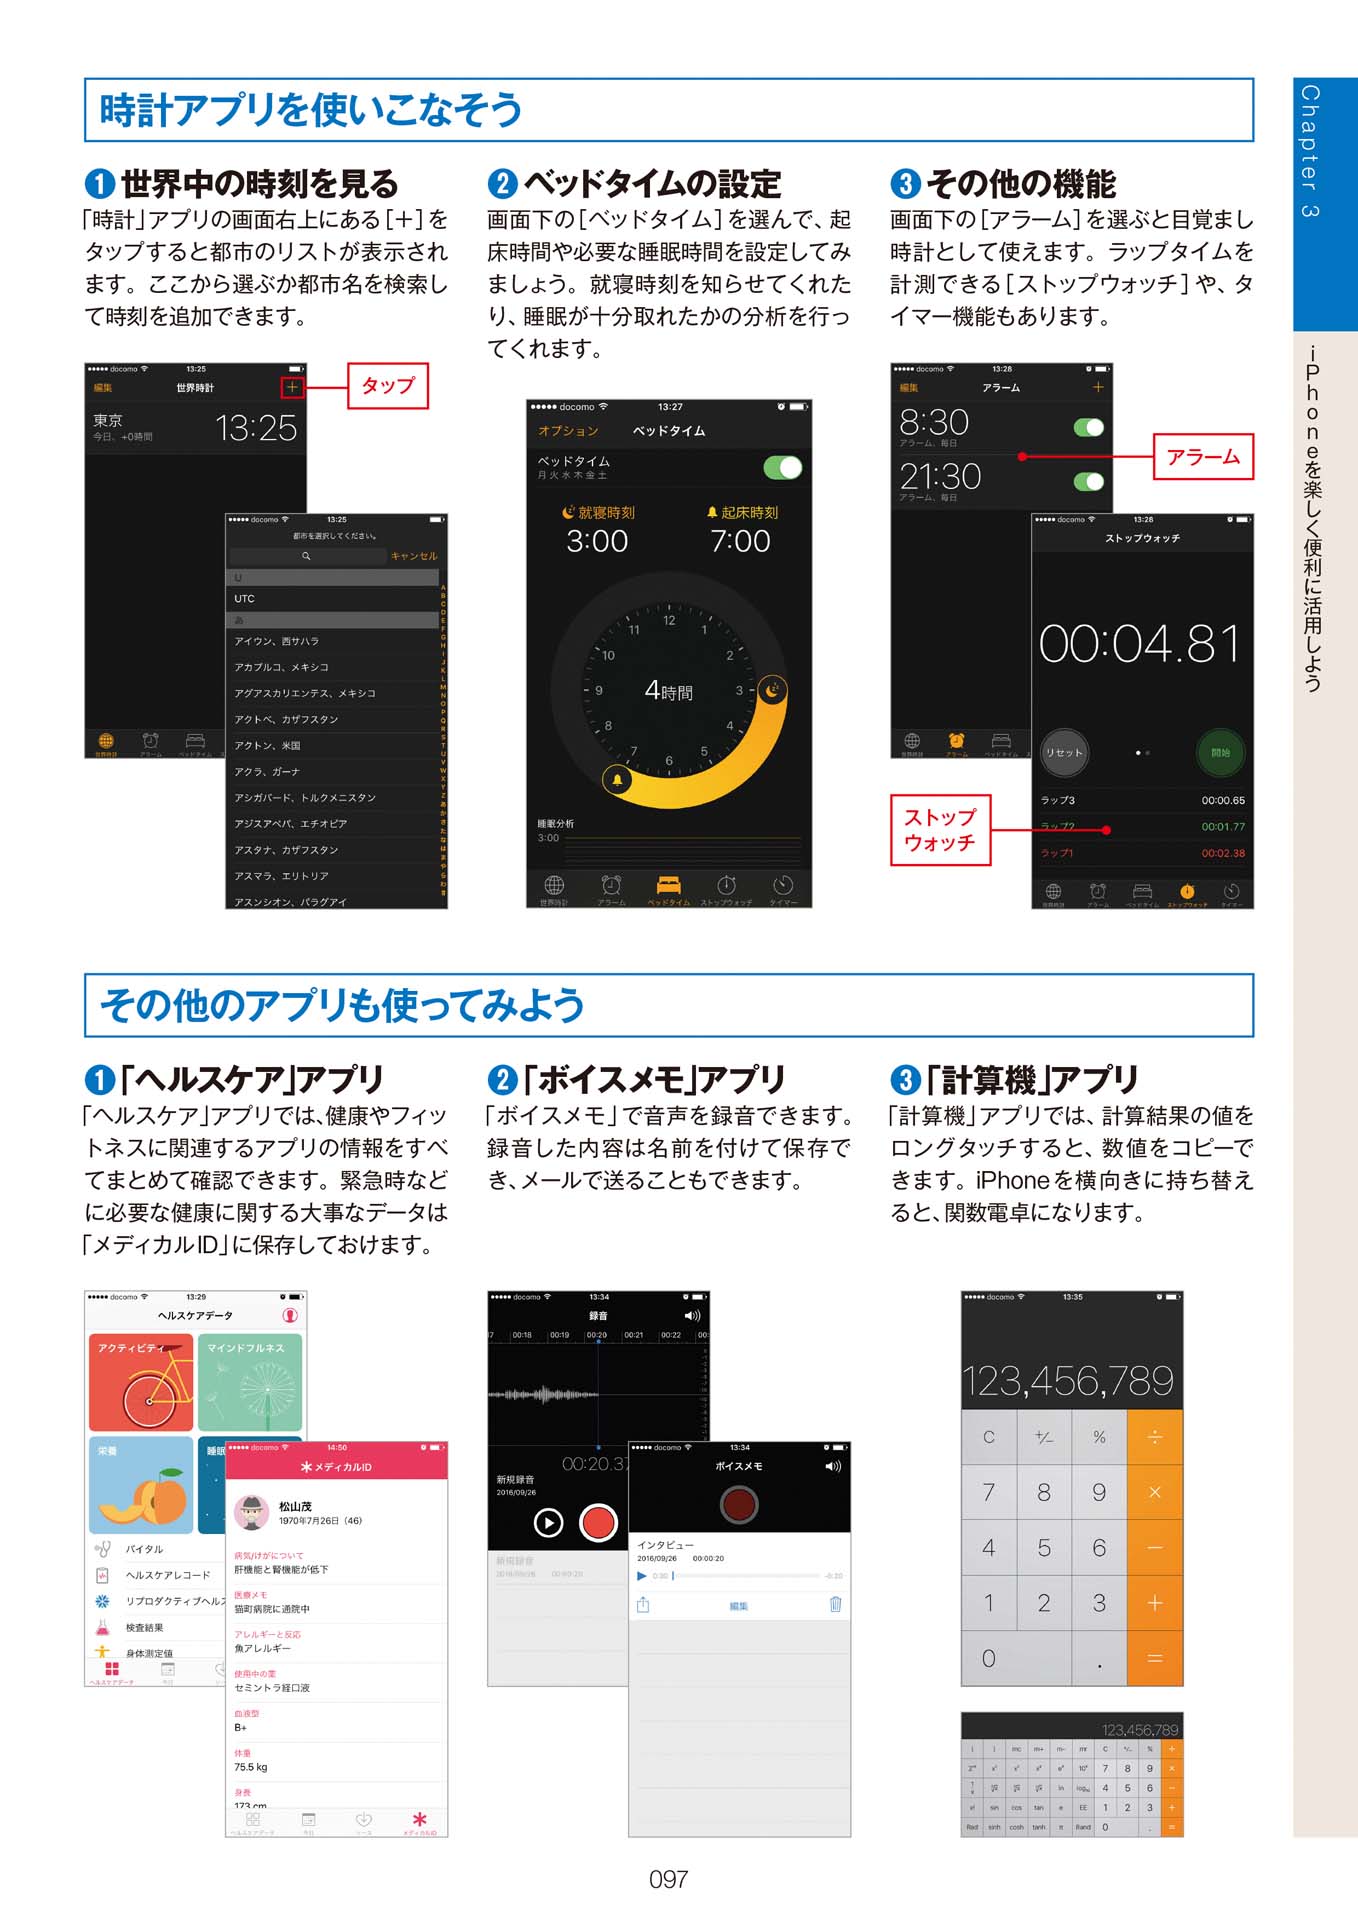 時計アプリを使いこなそう
❶世界中の時刻を見る
「時計」アプリの画面右上にある[＋]を
タップすると都市のリストが表示され
ます。ここから選ぶか都市名を検索し
て時刻を追加できます。
●●●●● docomo 13:25
編集 世界時計 ＋
タップ
東京
今日、+0時間
13:25
世界時計 アラーム ベッドタイム
●●●●● docomo 13:25
都市を選択してください。
キャンセル
U
UTC
あ
アイウン、西サハラ
アカプルコ、メキシコ
アグアスカリエンテス、メキシコ
アクトベ、カザフスタン
アクトン、米国
アクラ、ガーナ
アシガバード、トルクメニスタン
アジスアベバ、エチオピア
アスタナ、カザフスタン
アスマラ、エリトリア
アスンシオン、パラグアイ
❷ベッドタイムの設定
画面下の[ベッドタイム]を選んで、起
床時間や必要な睡眠時間を設定してみ
ましょう。就寝時刻を知らせてくれた
り、睡眠が十分取れたかの分析を行っ
てくれます。
●●●●● docomo 13:27
オプション ベッドタイム
ベッドタイム
月 火 水 木 金 土
就寝時刻 起床時刻
3:00 7:00
12 1 2 3 4 5 6 7 8 9 10 11
4時間
睡眠分析
3:00
世界時計 アラーム ベッドタイム ストップウォッチ タイマー
❸その他の機能
画面下の[アラーム]を選ぶと目覚まし
時計として使えます。ラップタイムを
計測できる[ストップウォッチ]や、タ
イマー機能もあります。
●●●●● docomo 13:28
編集 アラーム ＋
8:30
アラーム、毎日
21:30
アラーム、毎日
アラーム
世界時計 アラーム ベッドタイム
●●●●● docomo 13:28
ストップウォッチ
00:04.81
リセット 開始
ラップ3 00:00.65
ラップ2 00:01.77
ラップ1 00:02.38
世界時計 アラーム ベッドタイム ストップウォッチ タイマー
ストップ
ウォッチ
その他のアプリも使ってみよう
❶「ヘルスケア」アプリ
「ヘルスケア」アプリでは、健康やフィッ
トネスに関連するアプリの情報をすべ
てまとめて確認できます。緊急時など
に必要な健康に関する大事なデータは
「メディカルID」に保存しておけます。
●●●●● docomo 13:29
ヘルスケアデータ
アクティビティ マインドフルネス
栄養 睡眠
バイタル
ヘルスケアレコード
リプロダクティブヘルス
検査結果
身体測定値
ヘルスケアデータ 今日 ソース
●●●●● docomo 14:50
メディカルID
松山茂
1970年7月26日（46）
病気/けがについて
肝機能と腎機能が低下
医療メモ
猫町病院に通院中
アレルギーと反応
魚アレルギー
使用中の薬
セミントラ経口液
血液型
B+
体重
75.5 kg
身長
173 cm
ヘルスケアデータ 今日 ソース メディカルID
❷「ボイスメモ」アプリ
「ボイスメモ」で音声を録音できます。
録音した内容は名前を付けて保存で
き、メールで送ることもできます。
●●●●● docomo 13:34
録音
00:18 00:19 00:20 00:21 00:22
00:20.37
新規録音
2016/09/26
新規録音
2016/09/26 00:00:20
●●●●● docomo 13:34
ボイスメモ
インタビュー
2016/09/26 00:00:20
0:00 -0:20
編集
❸「計算機」アプリ
「計算機」アプリでは、計算結果の値を
ロングタッチすると、数値をコピーで
きます。iPhoneを横向きに持ち替え
ると、関数電卓になります。
●●●●● docomo 13:35
123,456,789
C +/− % ÷
7 8 9 ×
4 5 6 −
1 2 3 +
0 . =
123,456,789
( ) mc m+ m- mr C +/− % ÷
7 8 9 ×
ln 4 5 6 −
x! sin cos tan e EE 1 2 3 +
Rad sinh cosh tanh π Rand 0 . =
Chapter 3
iPhoneを楽しく便利に活用しよう
097